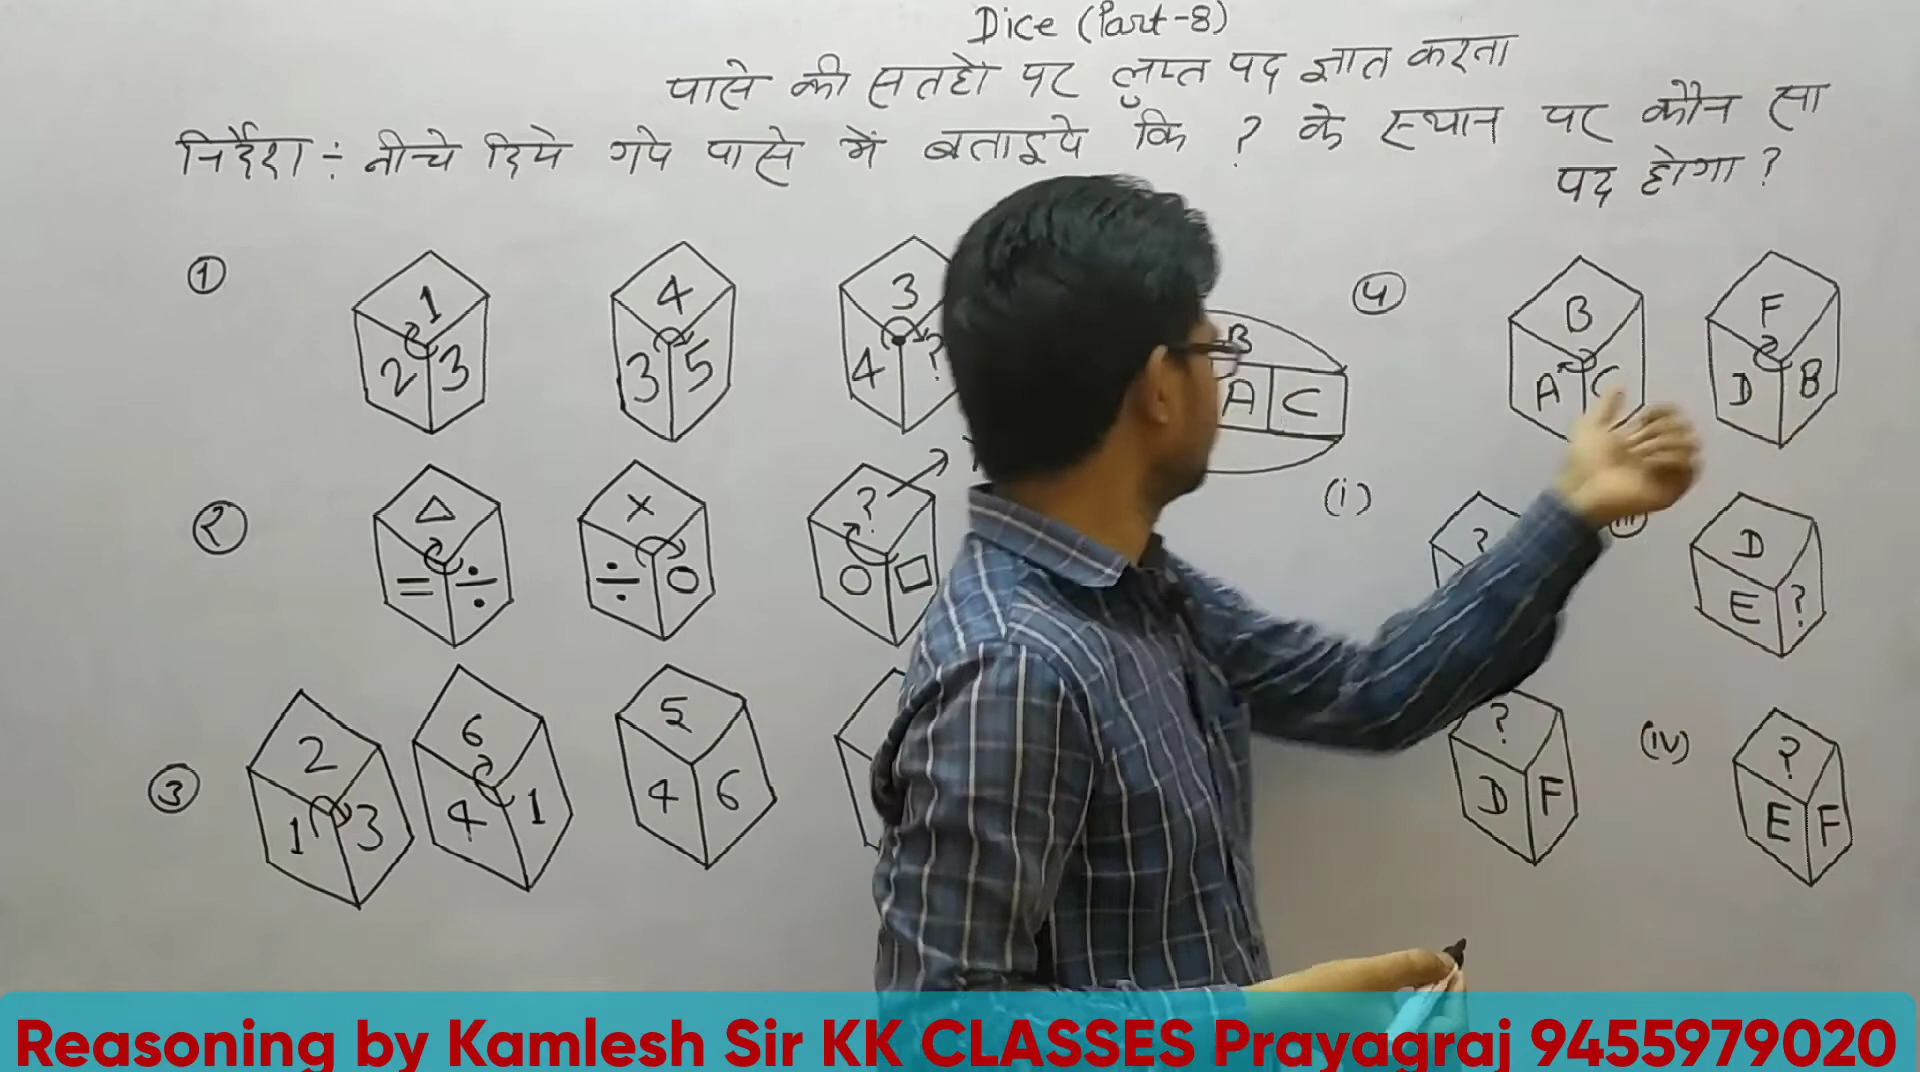 Dice (Part-8)
पासे की सतहों पर लुप्त पद ज्ञात करना
निर्देश ÷ नीचे दिये गये पासे में बताइये कि ? के स्थान पर कौन सा
पद होगा ?
① 1 2 3 4 3 5 3 4 ?
B A C
④ B A C F D B
② △ = ÷ × ÷ ○ ? ○ □
(i) ? (iii) D E ?
③ 2 1 3 6 4 1 5 4 6
? D F (iv) ? E F
Reasoning by Kamlesh Sir KK CLASSES Prayagraj 9455979020